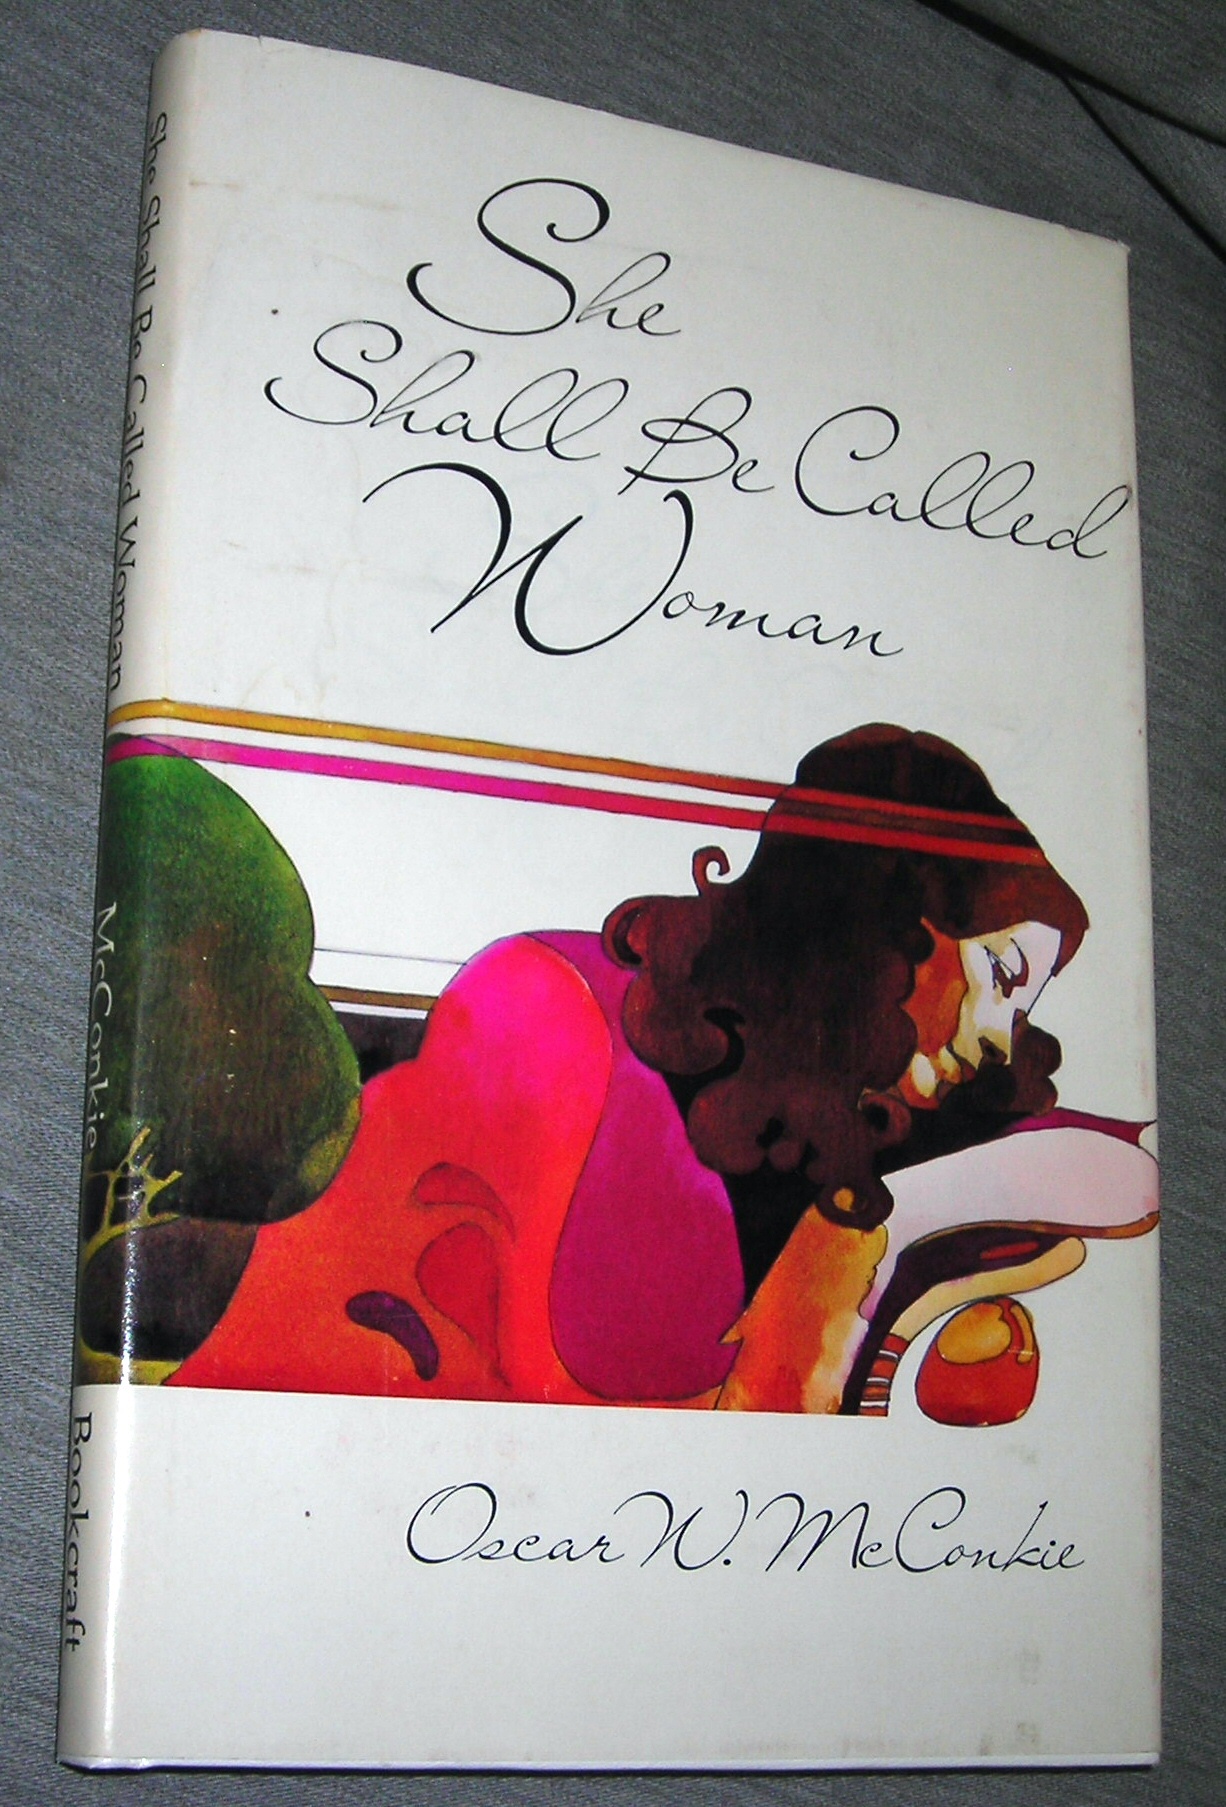 She
Shall Be Called
Woman
Oscar W. McConkie
She Shall Be Called Woman
McConkie
Bookcraft